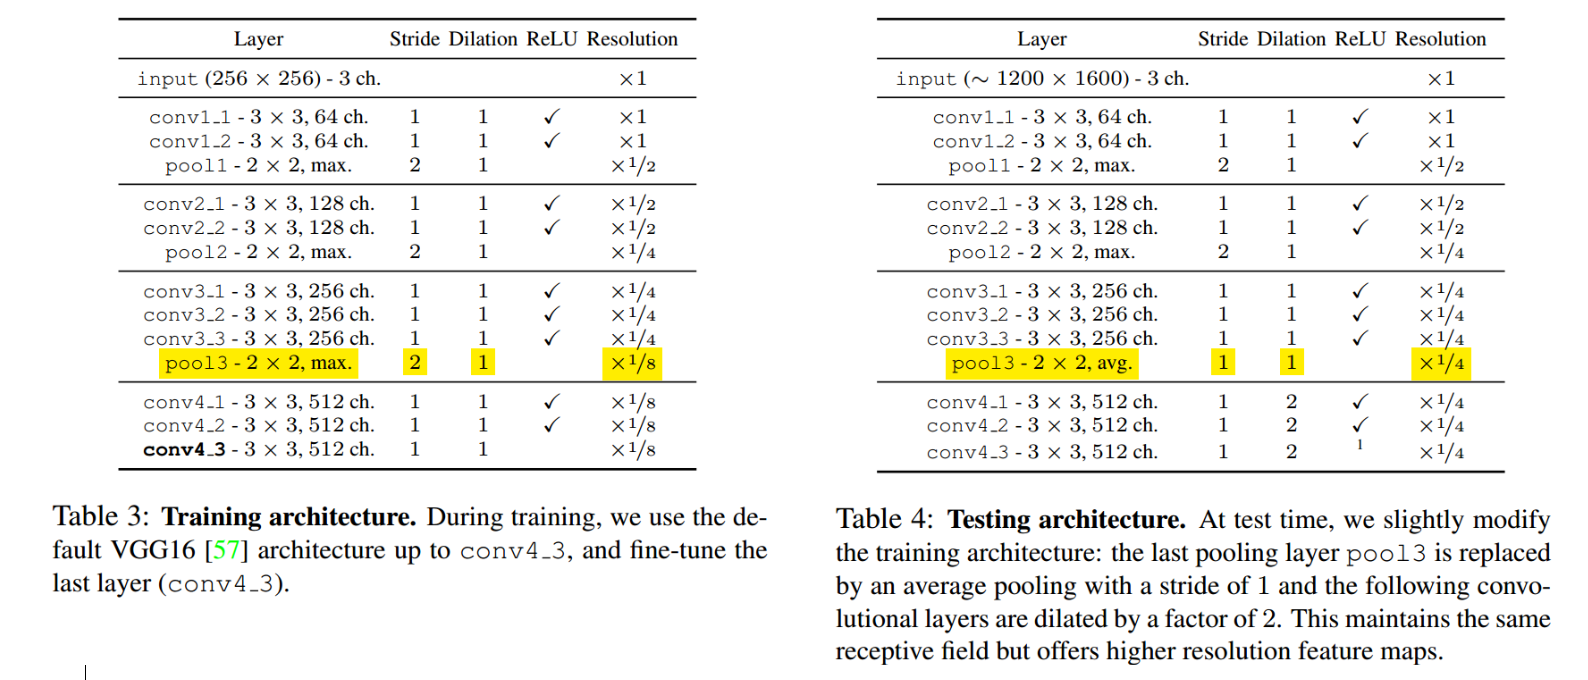 Layer Stride Dilation ReLU Resolution
input (256 × 256) - 3 ch. ×1
conv1_1 - 3 × 3, 64 ch. 1 1 ✓ ×1
conv1_2 - 3 × 3, 64 ch. 1 1 ✓ ×1
pool1 - 2 × 2, max. 2 1 ×1/2
conv2_1 - 3 × 3, 128 ch. 1 1 ✓ ×1/2
conv2_2 - 3 × 3, 128 ch. 1 1 ✓ ×1/2
pool2 - 2 × 2, max. 2 1 ×1/4
conv3_1 - 3 × 3, 256 ch. 1 1 ✓ ×1/4
conv3_2 - 3 × 3, 256 ch. 1 1 ✓ ×1/4
conv3_3 - 3 × 3, 256 ch. 1 1 ✓ ×1/4
pool3 - 2 × 2, max. 2 1 ×1/8
conv4_1 - 3 × 3, 512 ch. 1 1 ✓ ×1/8
conv4_2 - 3 × 3, 512 ch. 1 1 ✓ ×1/8
conv4_3 - 3 × 3, 512 ch. 1 1 ×1/8
Table 3: Training architecture. During training, we use the de-
fault VGG16 [57] architecture up to conv4_3, and fine-tune the
last layer (conv4_3).
Layer Stride Dilation ReLU Resolution
input (∼ 1200 × 1600) - 3 ch. ×1
conv1_1 - 3 × 3, 64 ch. 1 1 ✓ ×1
conv1_2 - 3 × 3, 64 ch. 1 1 ✓ ×1
pool1 - 2 × 2, max. 2 1 ×1/2
conv2_1 - 3 × 3, 128 ch. 1 1 ✓ ×1/2
conv2_2 - 3 × 3, 128 ch. 1 1 ✓ ×1/2
pool2 - 2 × 2, max. 2 1 ×1/4
conv3_1 - 3 × 3, 256 ch. 1 1 ✓ ×1/4
conv3_2 - 3 × 3, 256 ch. 1 1 ✓ ×1/4
conv3_3 - 3 × 3, 256 ch. 1 1 ✓ ×1/4
pool3 - 2 × 2, avg. 1 1 ×1/4
conv4_1 - 3 × 3, 512 ch. 1 2 ✓ ×1/4
conv4_2 - 3 × 3, 512 ch. 1 2 ✓ ×1/4
conv4_3 - 3 × 3, 512 ch. 1 2 1 ×1/4
Table 4: Testing architecture. At test time, we slightly modify
the training architecture: the last pooling layer pool3 is replaced
by an average pooling with a stride of 1 and the following convo-
lutional layers are dilated by a factor of 2. This maintains the same
receptive field but offers higher resolution feature maps.